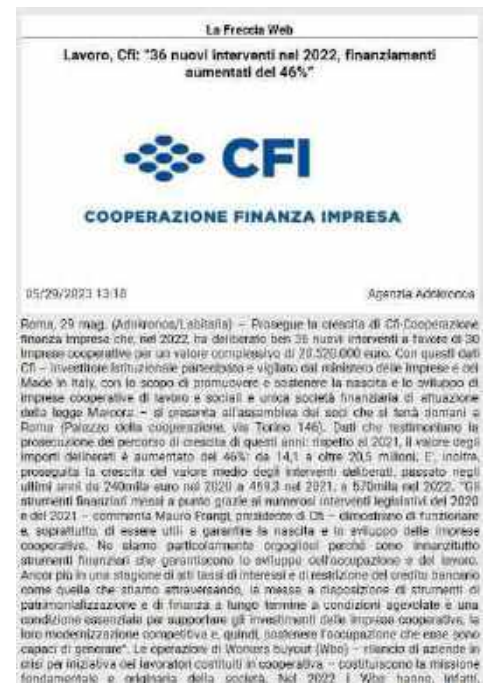 La Freccia Web
Lavoro, Cfi: "36 nuovi interventi nel 2022, finanziamenti
aumentati del 46%"
CFI
COOPERAZIONE FINANZA IMPRESA
05/29/2023 13:18
Agenzia Adnkronos
Roma, 29 mag. (Adnkronos/Labitalia) – Prosegue la crescita di Cfi-Cooperazione
finanza impresa che, nel 2022, ha deliberato ben 36 nuovi interventi a favore di 30
imprese cooperative per un valore complessivo di 20.520.000 euro. Con questi dati
Cfi – investitore istituzionale partecipato e vigilato dal ministero delle Imprese e del
Made in Italy, con lo scopo di promuovere e sostenere la nascita e lo sviluppo di
imprese cooperative di lavoro e sociali e unica società finanziaria di attuazione
della legge Marcora – si presenta all'assemblea dei soci che si terrà domani a
Roma (Palazzo della cooperazione, via Torino 146). Dati che testimoniano la
prosecuzione del percorso di crescita di questi anni: rispetto al 2021, il valore degli
importi deliberati è aumentato del 46%: da 14,1 a oltre 20,5 milioni. E', inoltre,
proseguita la crescita del valore medio degli interventi deliberati, passato negli
ultimi anni da 240mila euro nel 2020 a 469,3 nel 2021, a 570mila nel 2022. "Gli
strumenti finanziari messi a punto grazie ai numerosi interventi legislativi del 2020
e del 2021 – commenta Mauro Frangi, presidente di Cfi – dimostrano di funzionare
e, soprattutto, di essere utili a garantire la nascita e lo sviluppo delle imprese
cooperative. Ne siamo particolarmente orgogliosi perché sono innanzitutto
strumenti finanziari che garantiscono lo sviluppo dell'occupazione e del lavoro.
Ancor più in una stagione di alti tassi di interessi e di restrizione del credito bancario
come quella che stiamo attraversando, la messa a disposizione di strumenti di
patrimonializzazione e di finanza a lungo termine a condizioni agevolate è una
condizione essenziale per supportare gli investimenti delle imprese cooperative, la
loro modernizzazione competitiva e, quindi, sostenere l'occupazione che esse sono
capaci di generare". Le operazioni di Workers buyout (Wbo) – rilancio di aziende in
crisi per iniziativa dei lavoratori costituiti in cooperativa – costituiscono la missione
fondamentale e originaria della società. Nel 2022 i Wbo hanno, infatti,